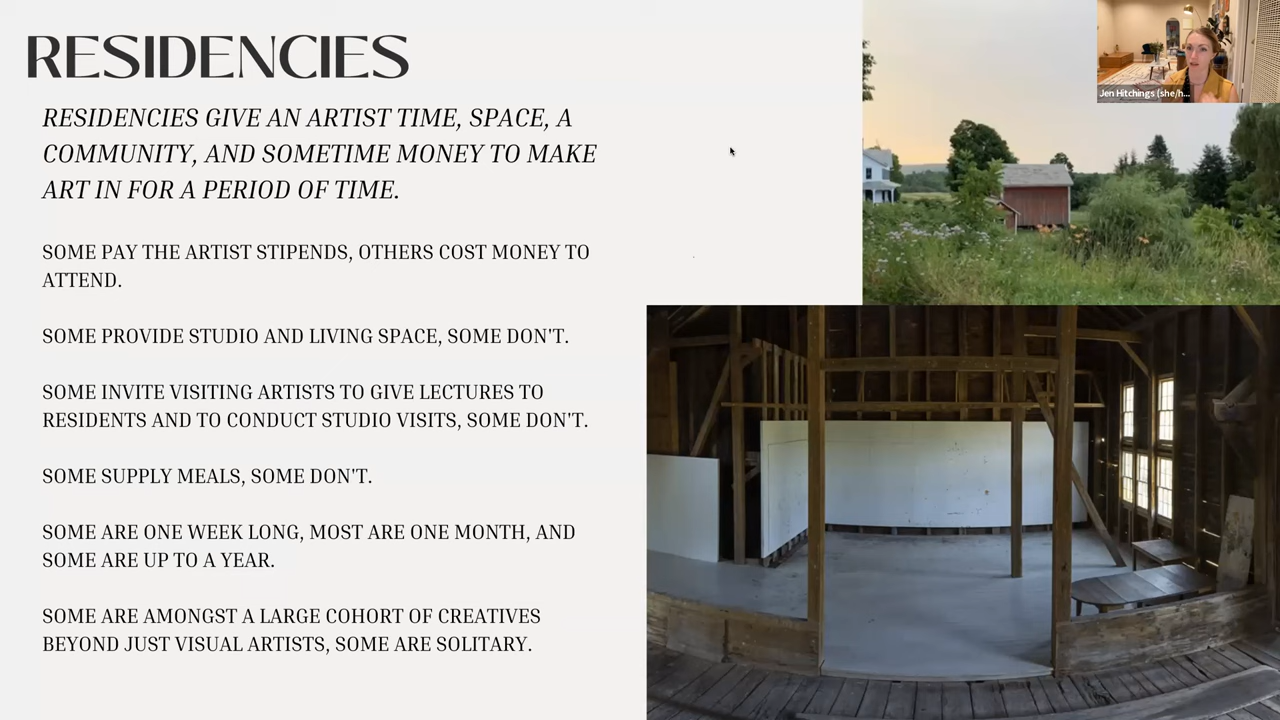 RESIDENCIES
RESIDENCIES GIVE AN ARTIST TIME, SPACE, A
COMMUNITY, AND SOMETIME MONEY TO MAKE
ART IN FOR A PERIOD OF TIME.
SOME PAY THE ARTIST STIPENDS, OTHERS COST MONEY TO
ATTEND.
SOME PROVIDE STUDIO AND LIVING SPACE, SOME DON'T.
SOME INVITE VISITING ARTISTS TO GIVE LECTURES TO
RESIDENTS AND TO CONDUCT STUDIO VISITS, SOME DON'T.
SOME SUPPLY MEALS, SOME DON'T.
SOME ARE ONE WEEK LONG, MOST ARE ONE MONTH, AND
SOME ARE UP TO A YEAR.
SOME ARE AMONGST A LARGE COHORT OF CREATIVES
BEYOND JUST VISUAL ARTISTS, SOME ARE SOLITARY.
Jen Hitchings (she/h...